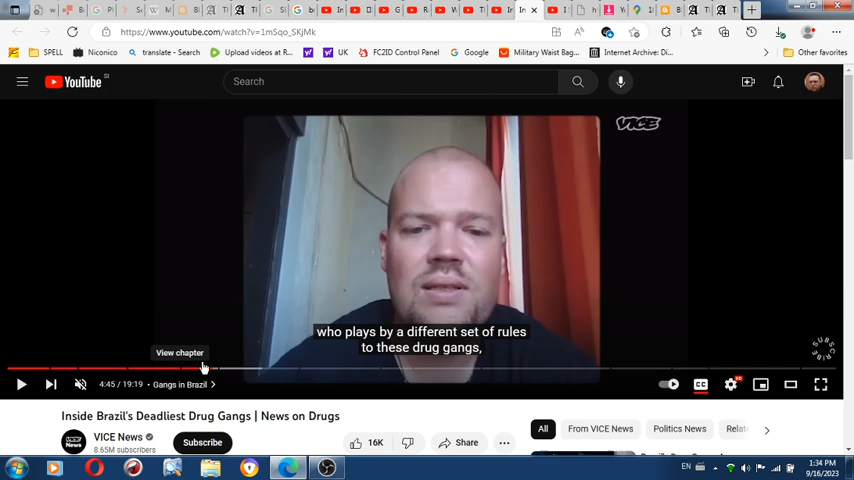 https://www.youtube.com/watch?v=1mSqo_SKjMk
SPELL
Niconico
translate - Search
Upload videos at R...
UK
FC2ID Control Panel
Google
Military Waist Bag...
Internet Archive: Di...
Other favorites
YouTube SI
Search
VICE
who plays by a different set of rules
to these drug gangs,
View chapter
SUBSCRIBE
4:45 / 19:19 • Gangs in Brazil
CC
Inside Brazil's Deadliest Drug Gangs | News on Drugs
VICE News
8.65M subscribers
Subscribe
16K
Share
All
From VICE News
Politics News
Relate
EN
1:34 PM
9/16/2023